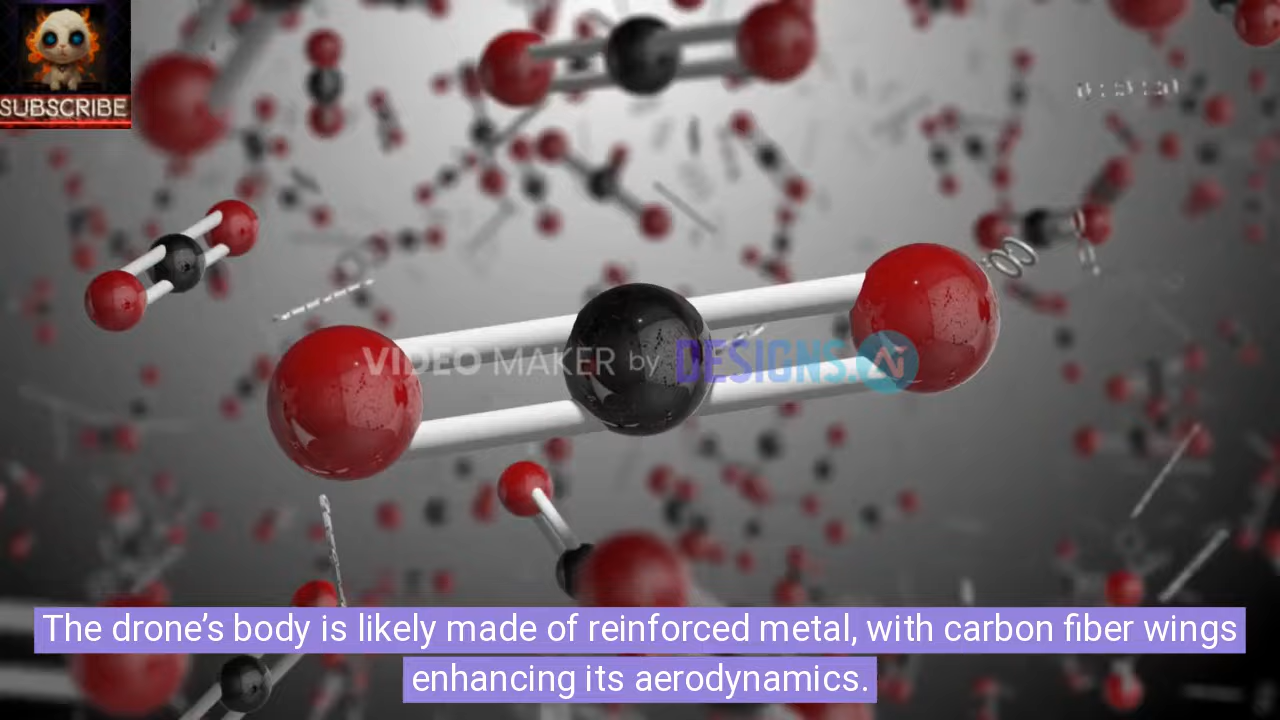 SUBSCRIBE
VIDEO MAKER by DESIGNS.Ai
The drone’s body is likely made of reinforced metal, with carbon fiber wings
enhancing its aerodynamics.